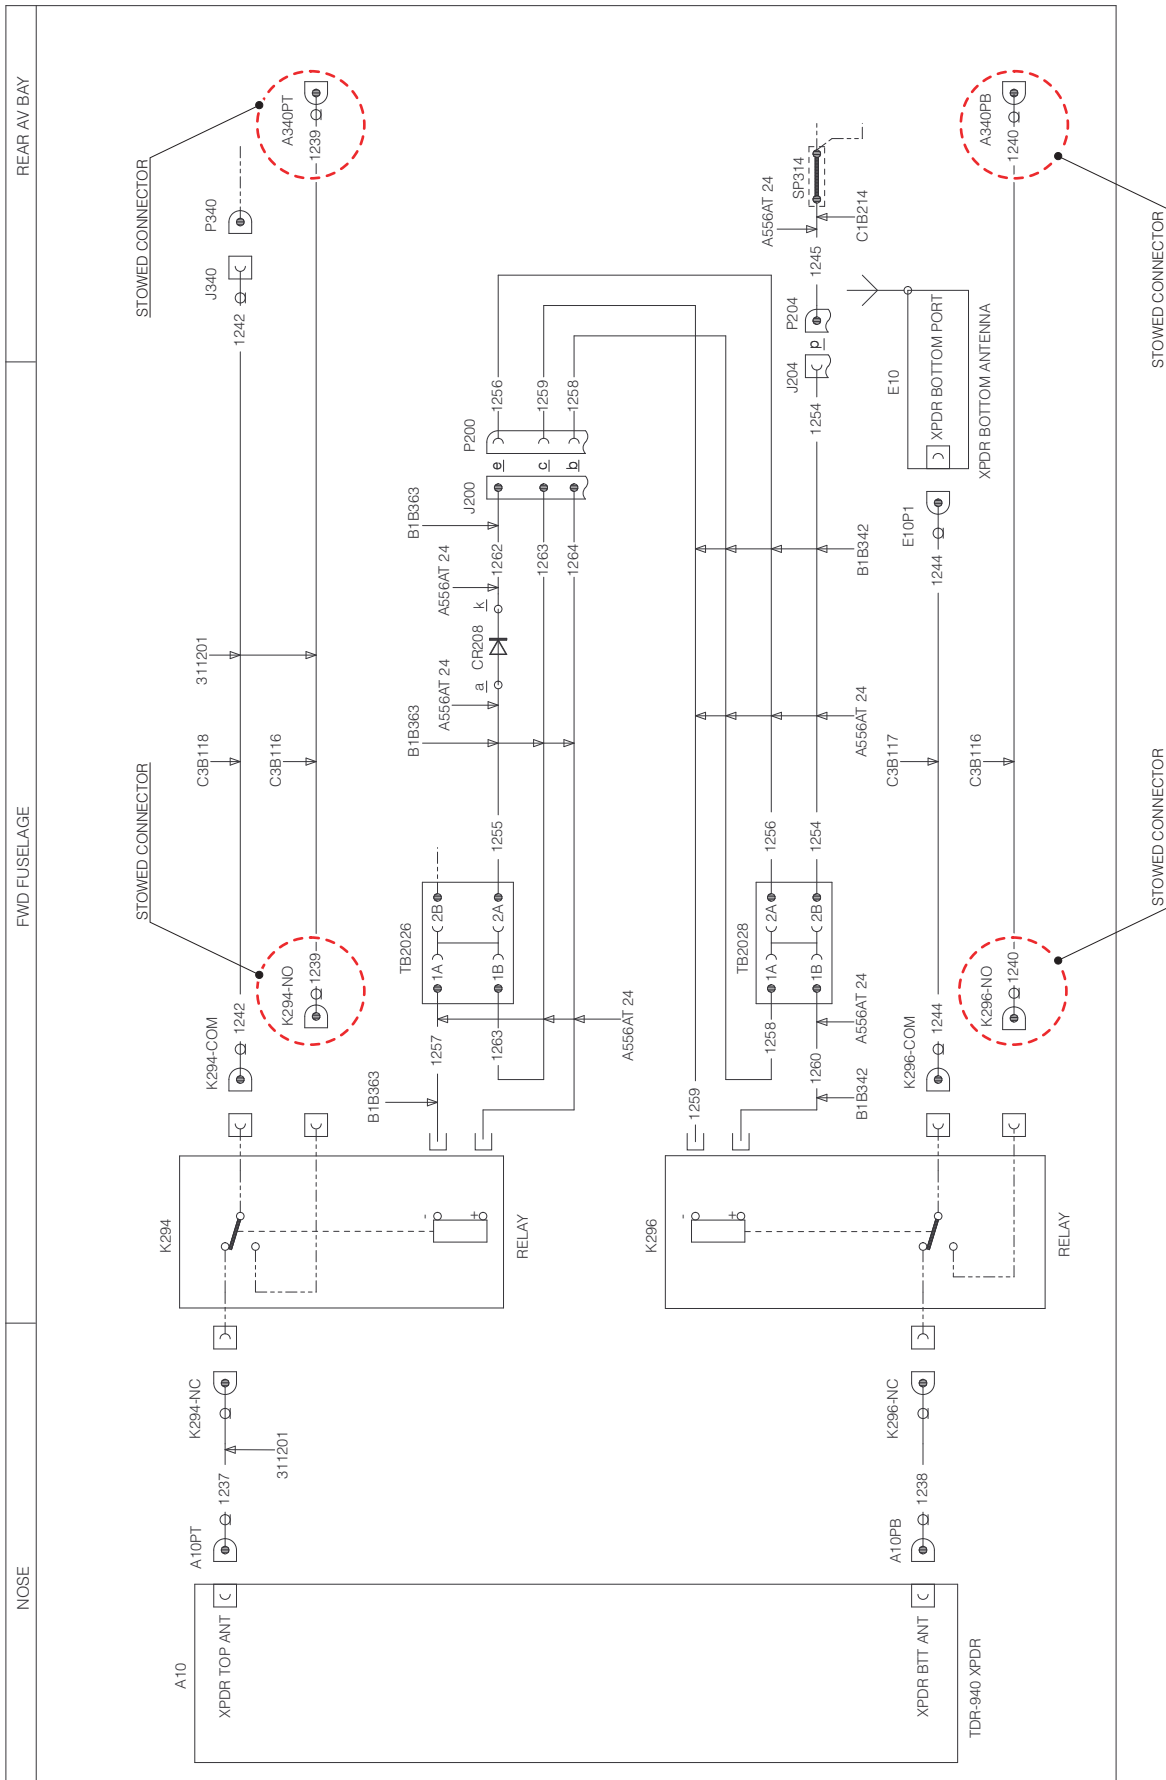 NOSE
FWD FUSELAGE
REAR AV BAY
A10
XPDR TOP ANT
XPDR BTT ANT
TDR-940 XPDR
A10PT
1237
311201
K294-NC
A10PB
1238
K296-NC
K294
-
+
RELAY
K296
-
+
RELAY
K294-COM
1242
C3B118
311201
1242
J340
P340
STOWED CONNECTOR
K294-NO
1239
C3B116
1239
A340PT
STOWED CONNECTOR
B1B363
1257
1263
A556AT 24
TB2026
1A
2B
1B
2A
1255
B1B363
A556AT 24
a
CR208
k
A556AT 24
1262
B1B363
1263
1264
J200
e
c
b
P200
1256
1259
1258
1259
1258
1260
B1B342
A556AT 24
TB2028
1A
2A
1B
2B
1256
1254
A556AT 24
B1B342
1254
J204
p
P204
1245
A556AT 24
C1B214
SP314
K296-COM
1244
C3B117
1244
E10P1
E10
XPDR BOTTOM PORT
XPDR BOTTOM ANTENNA
K296-NO
1240
C3B116
1240
A340PB
STOWED CONNECTOR
STOWED CONNECTOR